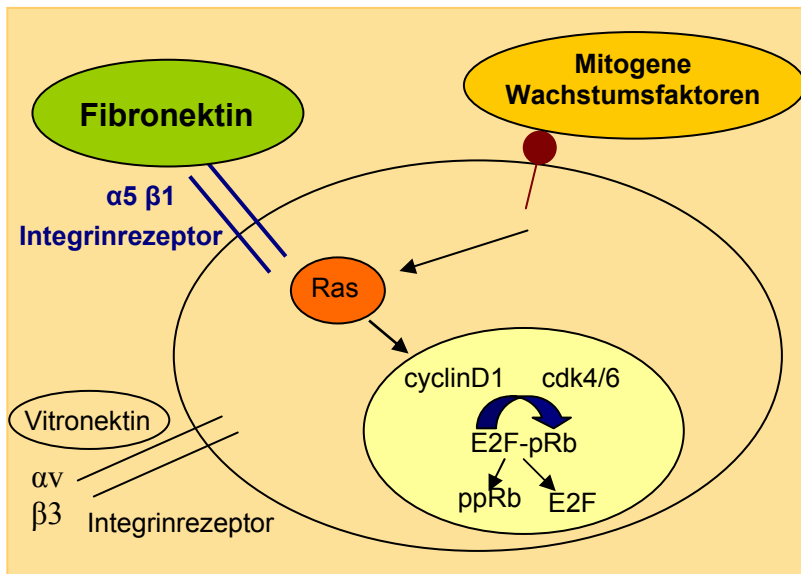 Mitogene
Wachstumsfaktoren
Fibronektin
α5 β1
Integrinrezeptor
Ras
cyclinD1 cdk4/6
E2F-pRb
ppRb E2F
Vitronektin
αv
β3 Integrinrezeptor